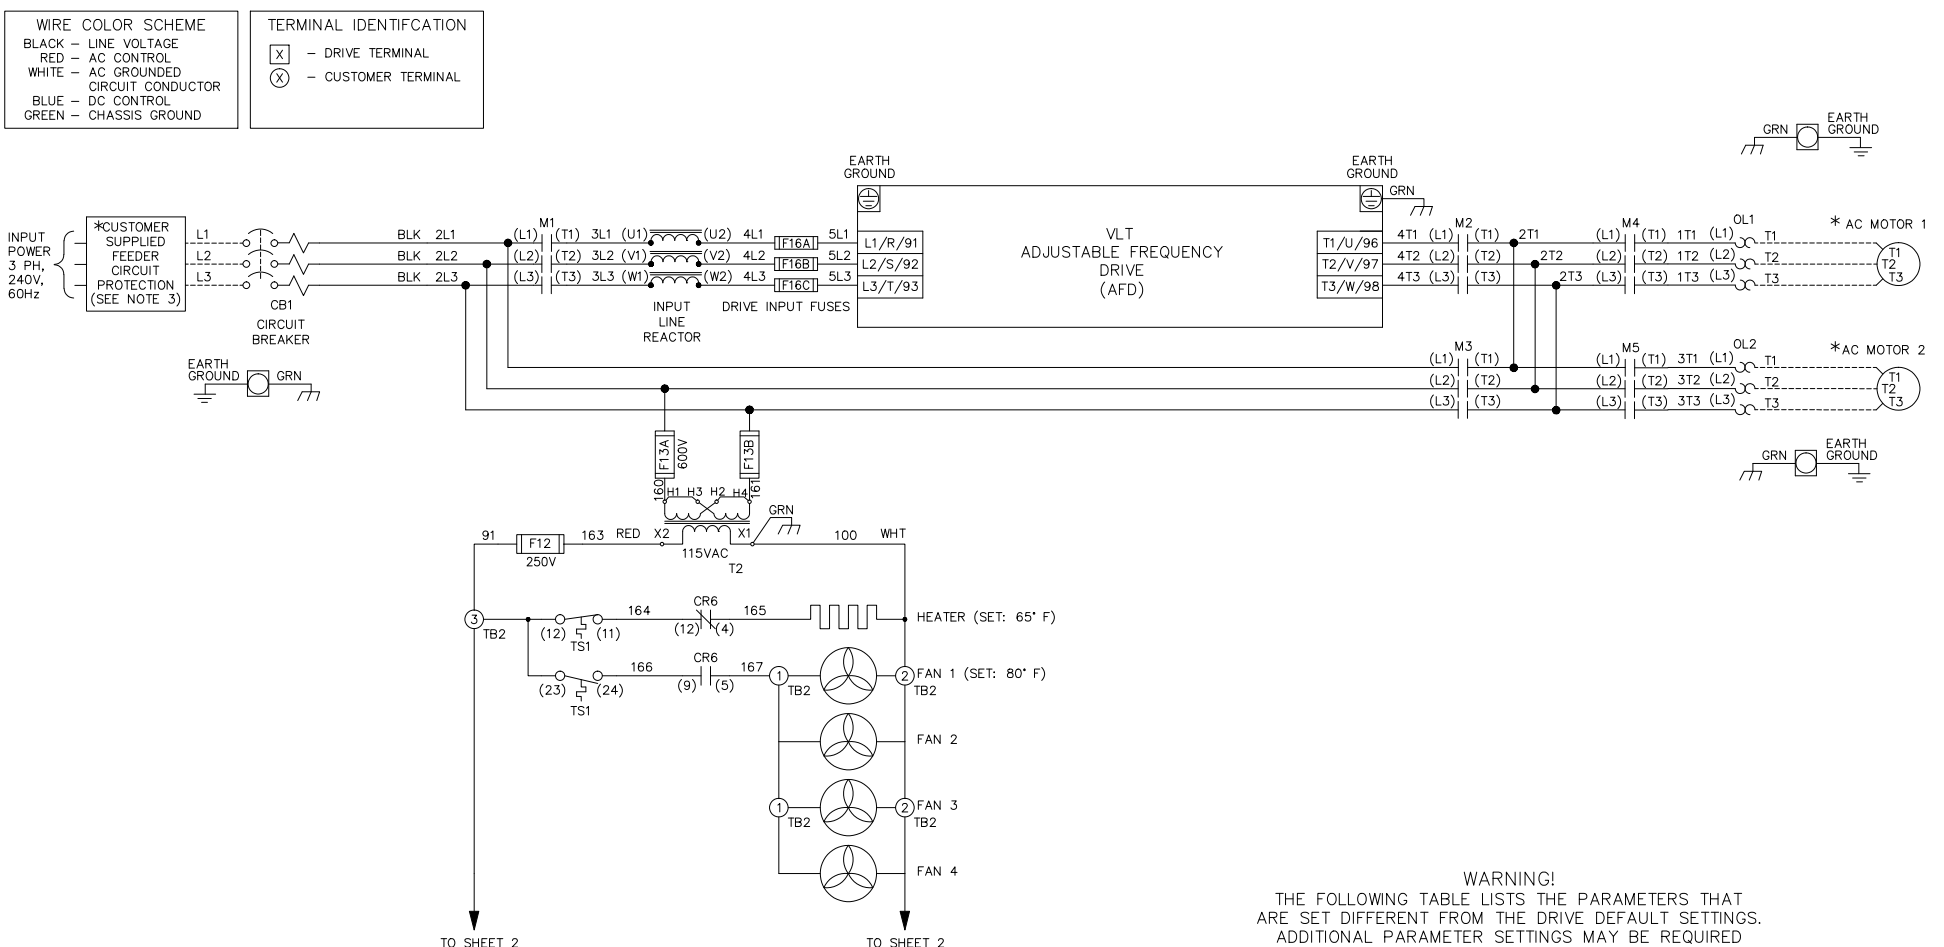 WIRE COLOR SCHEME
BLACK – LINE VOLTAGE
RED – AC CONTROL
WHITE – AC GROUNDED
CIRCUIT CONDUCTOR
BLUE – DC CONTROL
GREEN – CHASSIS GROUND
TERMINAL IDENTIFCATION
X – DRIVE TERMINAL
X – CUSTOMER TERMINAL
GRN
EARTH
GROUND
EARTH
GROUND
EARTH
GROUND
GRN
INPUT
POWER
3 PH,
240V,
60Hz
*CUSTOMER
SUPPLIED
FEEDER
CIRCUIT
PROTECTION
(SEE NOTE 3)
CB1
CIRCUIT
BREAKER
M1
L1 BLK 2L1 (L1) (T1) 3L1 (U1) (U2) 4L1 F16A 5L1 L1/R/91
L2 BLK 2L2 (L2) (T2) 3L2 (V1) (V2) 4L2 F16B 5L2 L2/S/92
L3 BLK 2L3 (L3) (T3) 3L3 (W1) (W2) 4L3 F16C 5L3 L3/T/93
INPUT
LINE
REACTOR
DRIVE INPUT FUSES
VLT
ADJUSTABLE FREQUENCY
DRIVE
(AFD)
M2 M4 OL1 * AC MOTOR 1
T1/U/96 4T1 (L1) (T1) 2T1 (L1) (T1) 1T1 (L1) T1 T1
T2/V/97 4T2 (L2) (T2) 2T2 (L2) (T2) 1T2 (L2) T2 T2
T3/W/98 4T3 (L3) (T3) 2T3 (L3) (T3) 1T3 (L3) T3 T3
EARTH
GROUND
GRN
M3 M5 OL2 *AC MOTOR 2
(L1) (T1) (L1) (T1) 3T1 (L1) T1 T1
(L2) (T2) (L2) (T2) 3T2 (L2) T2 T2
(L3) (T3) (L3) (T3) 3T3 (L3) T3 T3
GRN
EARTH
GROUND
F13A
600V
F13B
160
161
H1 H3 H2 H4
GRN
91 F12 163 RED X2 X1 100 WHT
250V
115VAC
T2
3
TB2
(12) (11)
TS1
164
CR6
(12) (4)
165
HEATER (SET: 65° F)
(23) (24)
TS1
166
CR6
(9) (5)
167
1
TB2
2
TB2
FAN 1 (SET: 80° F)
FAN 2
1
TB2
2
TB2
FAN 3
FAN 4
TO SHEET 2
TO SHEET 2
WARNING!
THE FOLLOWING TABLE LISTS THE PARAMETERS THAT
ARE SET DIFFERENT FROM THE DRIVE DEFAULT SETTINGS.
ADDITIONAL PARAMETER SETTINGS MAY BE REQUIRED